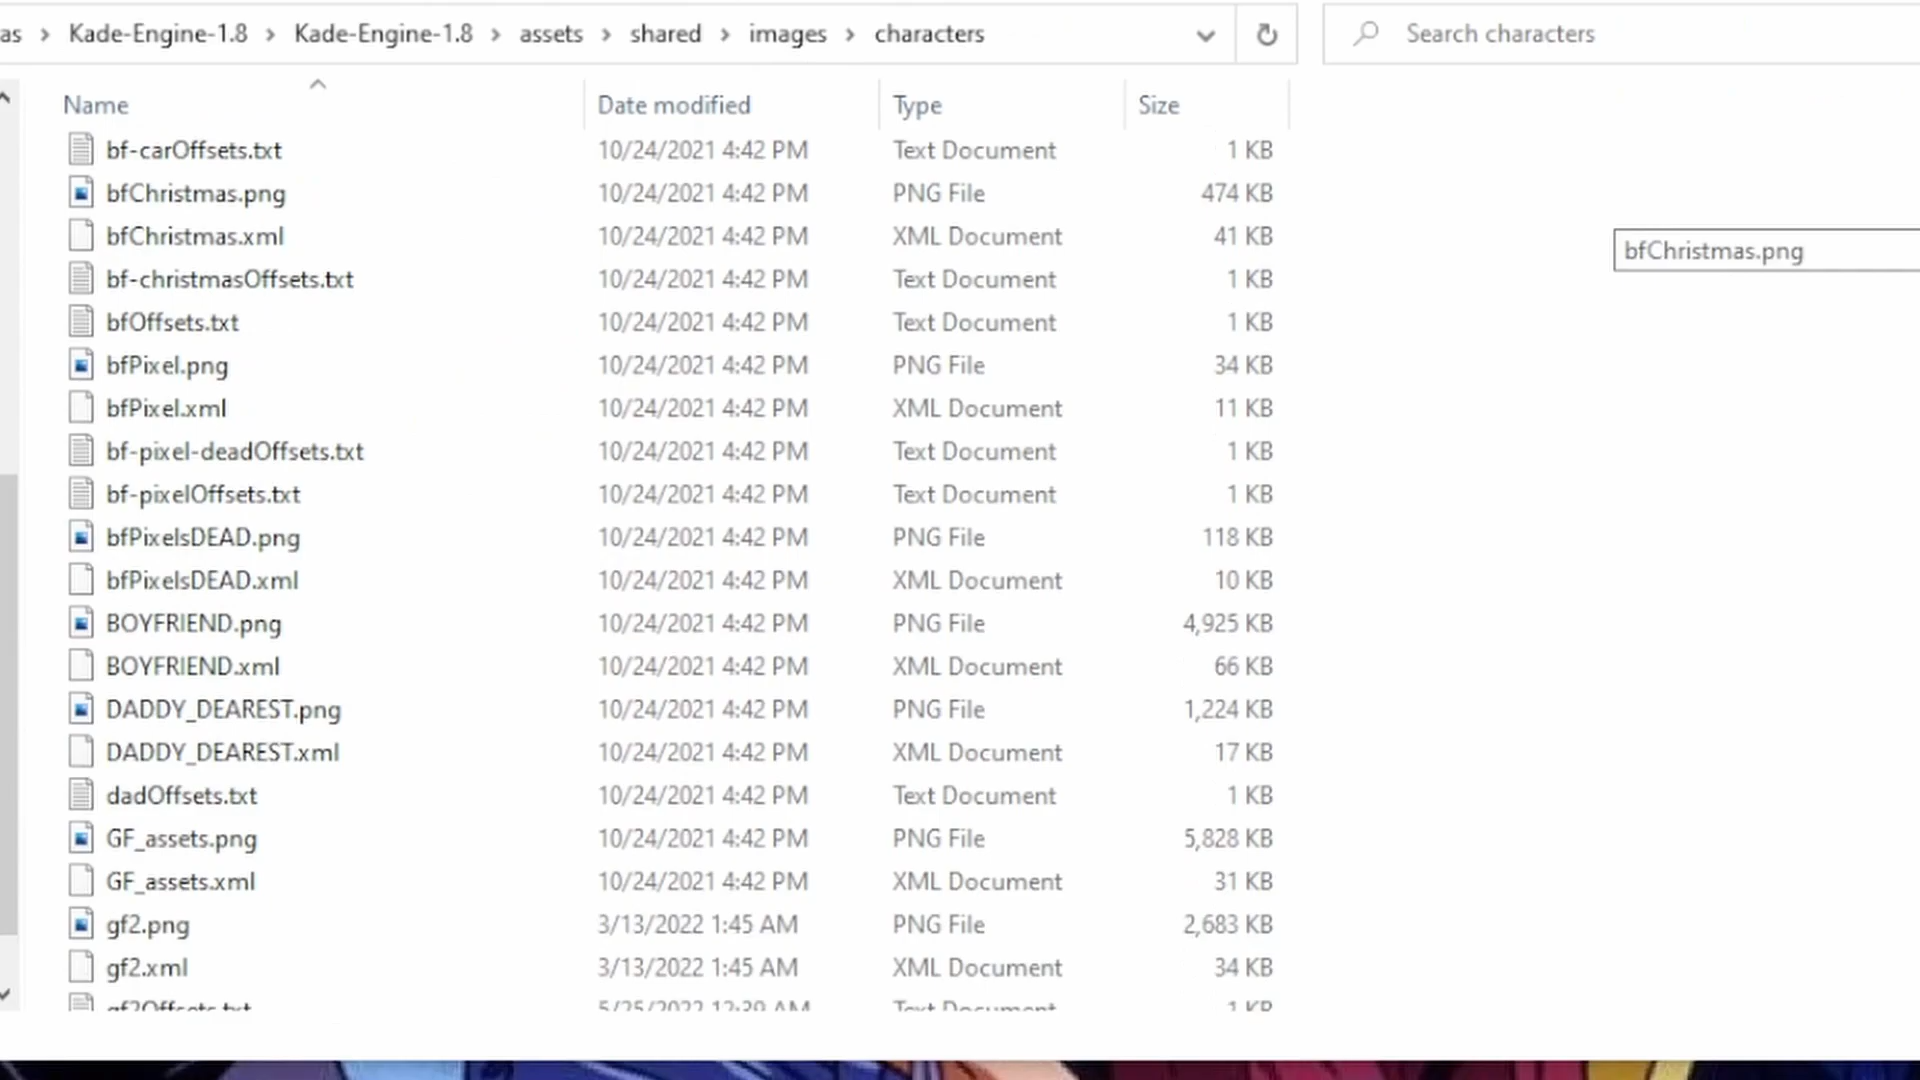 as > Kade-Engine-1.8 > Kade-Engine-1.8 > assets > shared > images > characters
Search characters
Name Date modified Type Size
bf-carOffsets.txt 10/24/2021 4:42 PM Text Document 1 KB
bfChristmas.png 10/24/2021 4:42 PM PNG File 474 KB
bfChristmas.xml 10/24/2021 4:42 PM XML Document 41 KB
bfChristmas.png
bf-christmasOffsets.txt 10/24/2021 4:42 PM Text Document 1 KB
bfOffsets.txt 10/24/2021 4:42 PM Text Document 1 KB
bfPixel.png 10/24/2021 4:42 PM PNG File 34 KB
bfPixel.xml 10/24/2021 4:42 PM XML Document 11 KB
bf-pixel-deadOffsets.txt 10/24/2021 4:42 PM Text Document 1 KB
bf-pixelOffsets.txt 10/24/2021 4:42 PM Text Document 1 KB
bfPixelsDEAD.png 10/24/2021 4:42 PM PNG File 118 KB
bfPixelsDEAD.xml 10/24/2021 4:42 PM XML Document 10 KB
BOYFRIEND.png 10/24/2021 4:42 PM PNG File 4,925 KB
BOYFRIEND.xml 10/24/2021 4:42 PM XML Document 66 KB
DADDY_DEAREST.png 10/24/2021 4:42 PM PNG File 1,224 KB
DADDY_DEAREST.xml 10/24/2021 4:42 PM XML Document 17 KB
dadOffsets.txt 10/24/2021 4:42 PM Text Document 1 KB
GF_assets.png 10/24/2021 4:42 PM PNG File 5,828 KB
GF_assets.xml 10/24/2021 4:42 PM XML Document 31 KB
gf2.png 3/13/2022 1:45 AM PNG File 2,683 KB
gf2.xml 3/13/2022 1:45 AM XML Document 34 KB
gf2Offsets.txt 5/25/2022 12:39 AM Text Document 1 KB